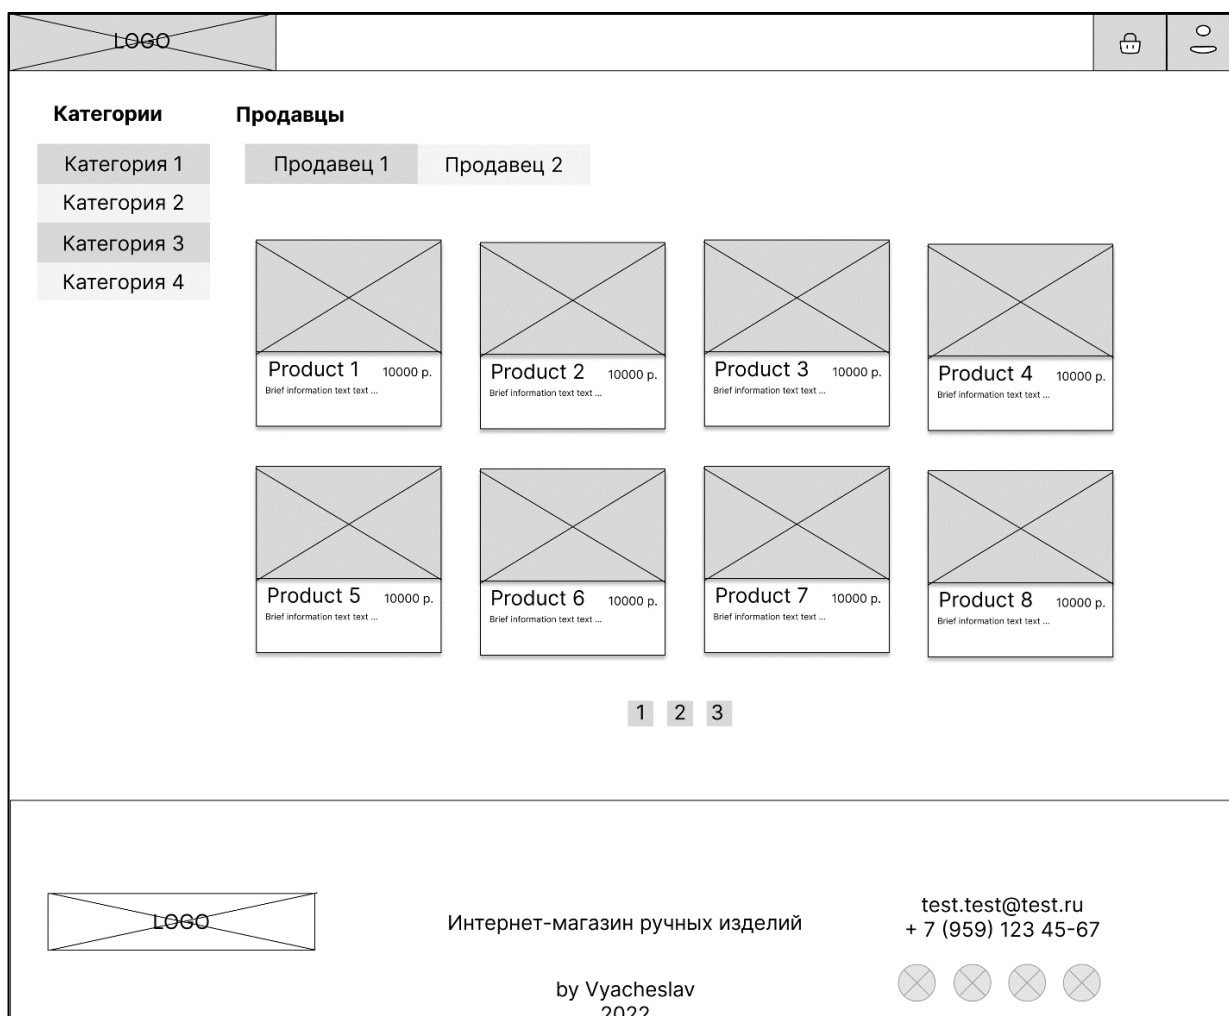 LOGO
Категории
Продавцы
Категория 1
Категория 2
Категория 3
Категория 4
Продавец 1
Продавец 2
Product 1
10000 р.
Brief information text text ...
Product 2
10000 р.
Brief information text text ...
Product 3
10000 р.
Brief information text text ...
Product 4
10000 р.
Brief information text text ...
Product 5
10000 р.
Brief information text text ...
Product 6
10000 р.
Brief information text text ...
Product 7
10000 р.
Brief information text text ...
Product 8
10000 р.
Brief information text text ...
1 2 3
LOGO
Интернет-магазин ручных изделий
by Vyacheslav
2022
test.test@test.ru
+ 7 (959) 123 45-67